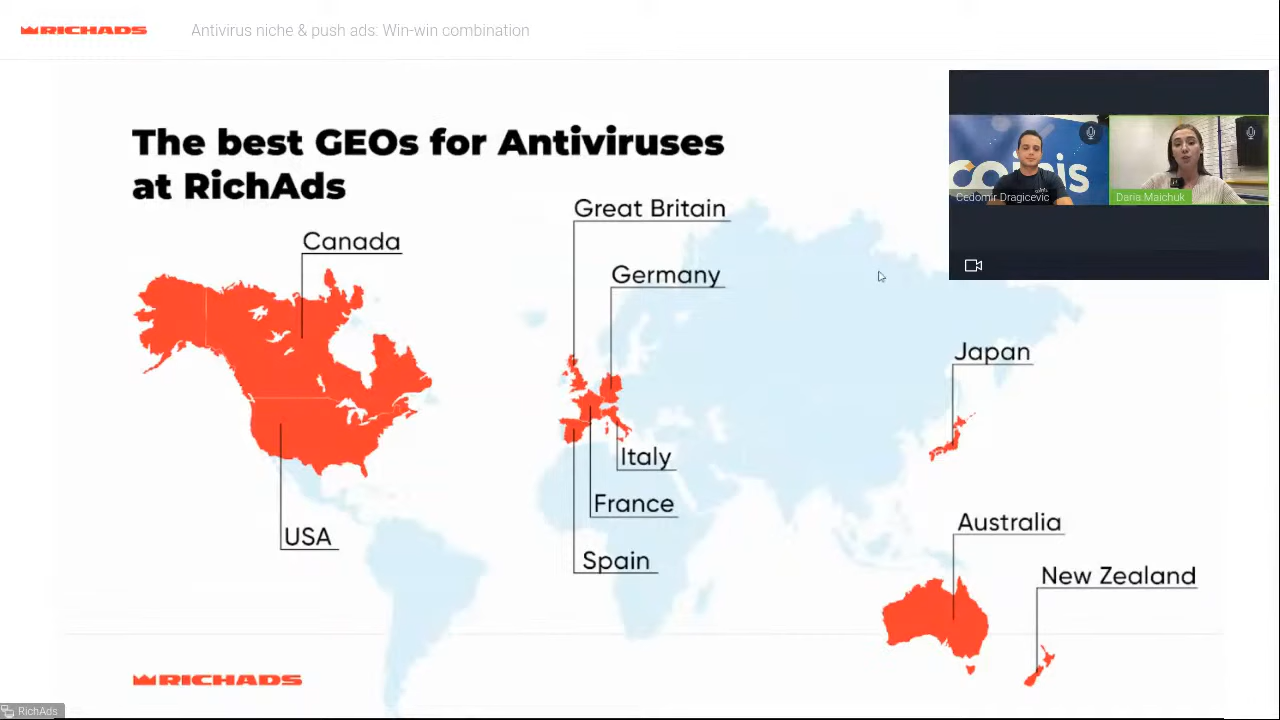 RICHADS
Antivirus niche & push ads: Win-win combination
The best GEOs for Antiviruses
at RichAds
coinis
Cedomir Dragicevic
Daria Maichuk
Great Britain
Canada
Germany
Japan
Italy
France
Australia
USA
Spain
New Zealand
RICHADS
RichAds